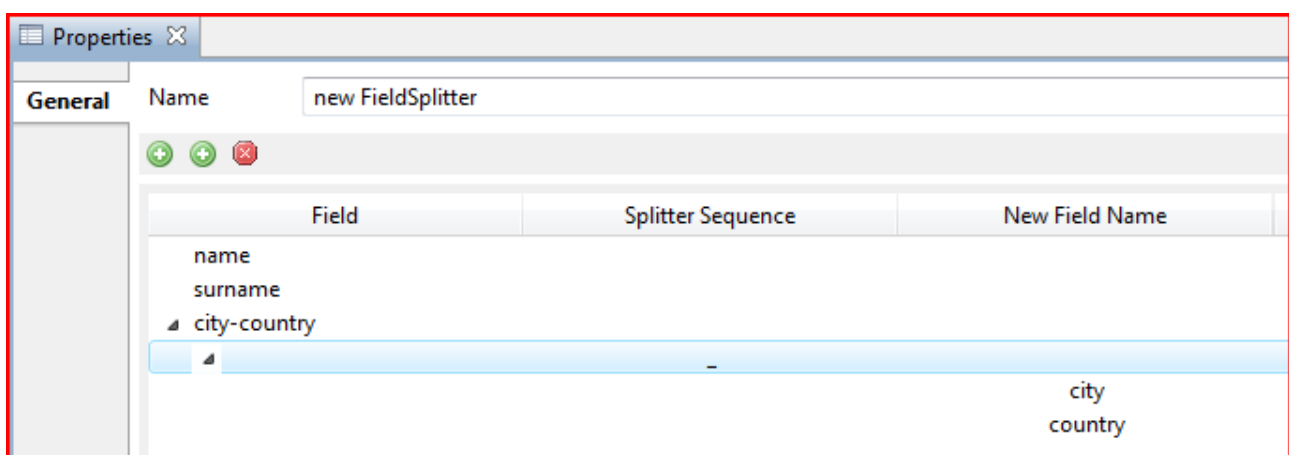 Properties
General
Name new FieldSplitter
Field Splitter Sequence New Field Name
name
surname
city-country
_
city
country